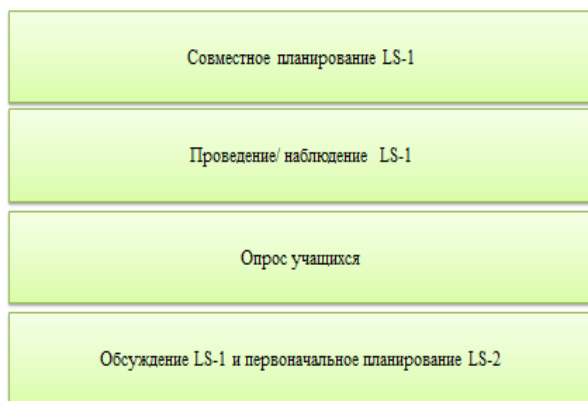 Совместное планирование LS-1
Проведение/ наблюдение LS-1
Опрос учащихся
Обсуждение LS-1 и первоначальное планирование LS-2